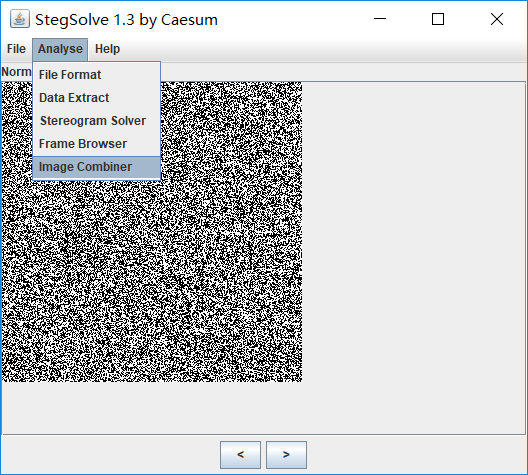 StegSolve 1.3 by Caesum
File Analyse Help
Norm
File Format
Data Extract
Stereogram Solver
Frame Browser
Image Combiner
< >